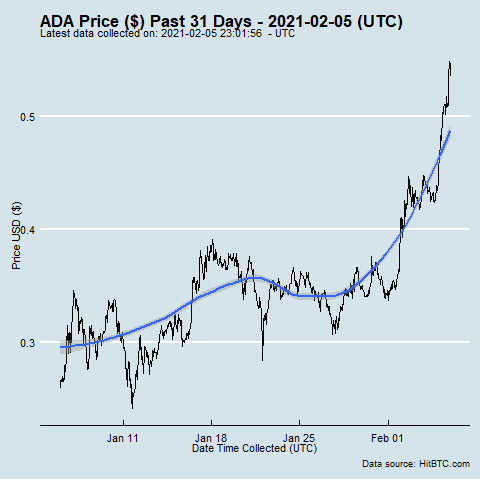 ADA Price ($) Past 31 Days - 2021-02-05 (UTC)
Latest data collected on: 2021-02-05 23:01:56 - UTC
0.5
0.4
0.3
Price USD ($)
Jan 11 Jan 18 Jan 25 Feb 01
Date Time Collected (UTC)
Data source: HitBTC.com